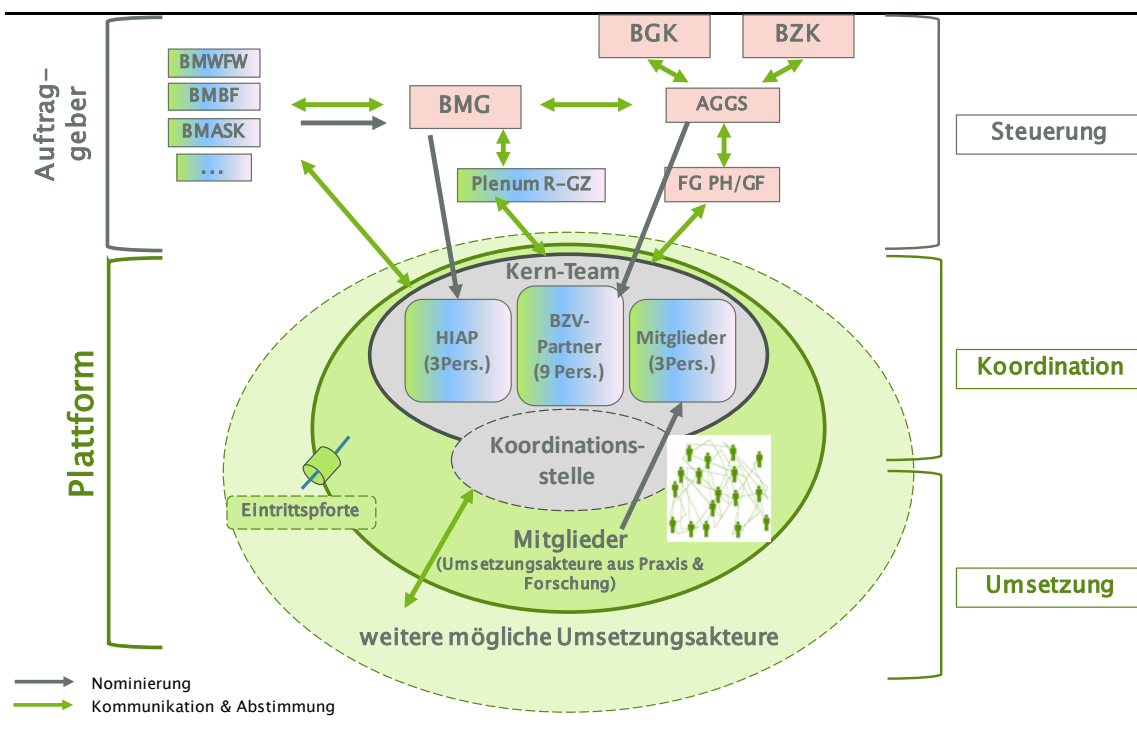 Auftrag-
geber
BMWFW
BMBF
BMASK
...
BMG
BGK
BZK
AGGS
Plenum R-GZ
FG PH/GF
Steuerung
Plattform
Kern-Team
HIAP
(3Pers.)
BZV-
Partner
(9 Pers.)
Mitglieder
(3Pers.)
Koordination
Koordinations-
stelle
Eintrittspforte
Mitglieder
(Umsetzungsakteure aus Praxis &
Forschung)
Umsetzung
weitere mögliche Umsetzungsakteure
Nominierung
Kommunikation & Abstimmung